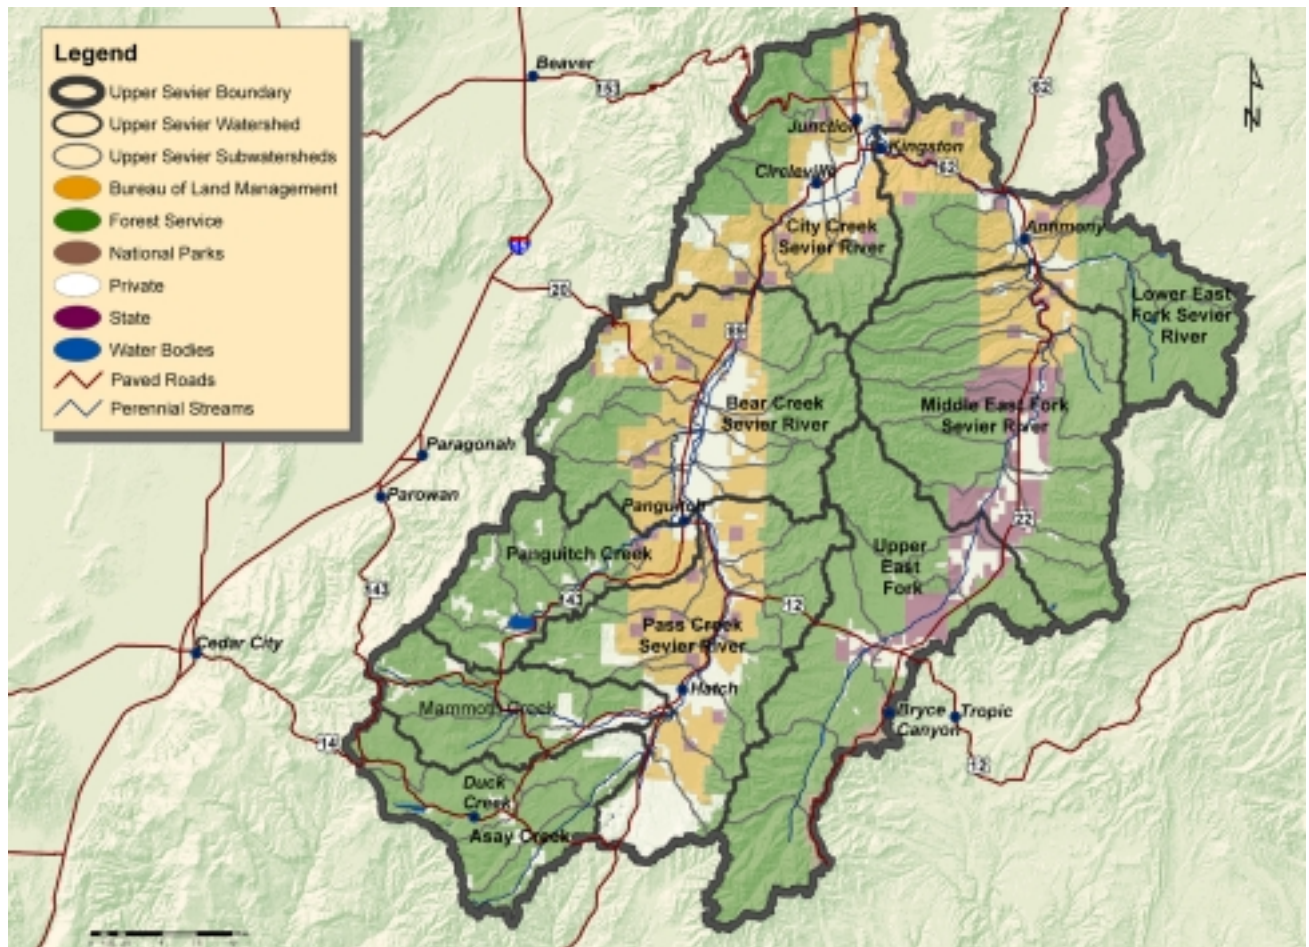 Legend
Upper Sevier Boundary
Upper Sevier Watershed
Upper Sevier Subwatersheds
Bureau of Land Management
Forest Service
National Parks
Private
State
Water Bodies
Paved Roads
Perennial Streams
Beaver
153
62
N
Junction
Kingston
62
Circleville
City Creek
Sevier River
Antimony
20
Lower East
Fork Sevier
River
89
Bear Creek
Sevier River
Middle East Fork
Sevier River
Paragonah
Parowan
Panguitch
22
Panguitch Creek
Upper
East
Fork
143
143
12
Pass Creek
Sevier River
Cedar City
Hatch
Mammoth Creek
Bryce
Canyon
Tropic
14
12
Duck
Creek
Asay Creek